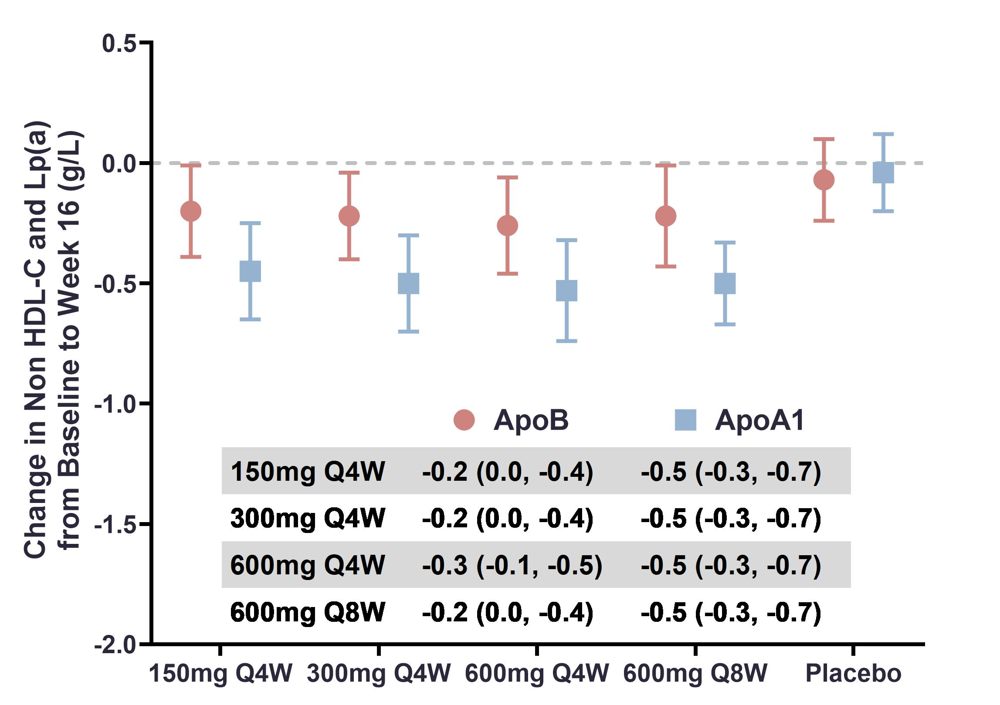 Change in Non HDL-C and Lp(a)
from Baseline to Week 16 (g/L)
0.5
0.0
-0.5
-1.0
-1.5
-2.0
ApoB ApoA1
150mg Q4W -0.2 (0.0, -0.4) -0.5 (-0.3, -0.7)
300mg Q4W -0.2 (0.0, -0.4) -0.5 (-0.3, -0.7)
600mg Q4W -0.3 (-0.1, -0.5) -0.5 (-0.3, -0.7)
600mg Q8W -0.2 (0.0, -0.4) -0.5 (-0.3, -0.7)
150mg Q4W 300mg Q4W 600mg Q4W 600mg Q8W Placebo